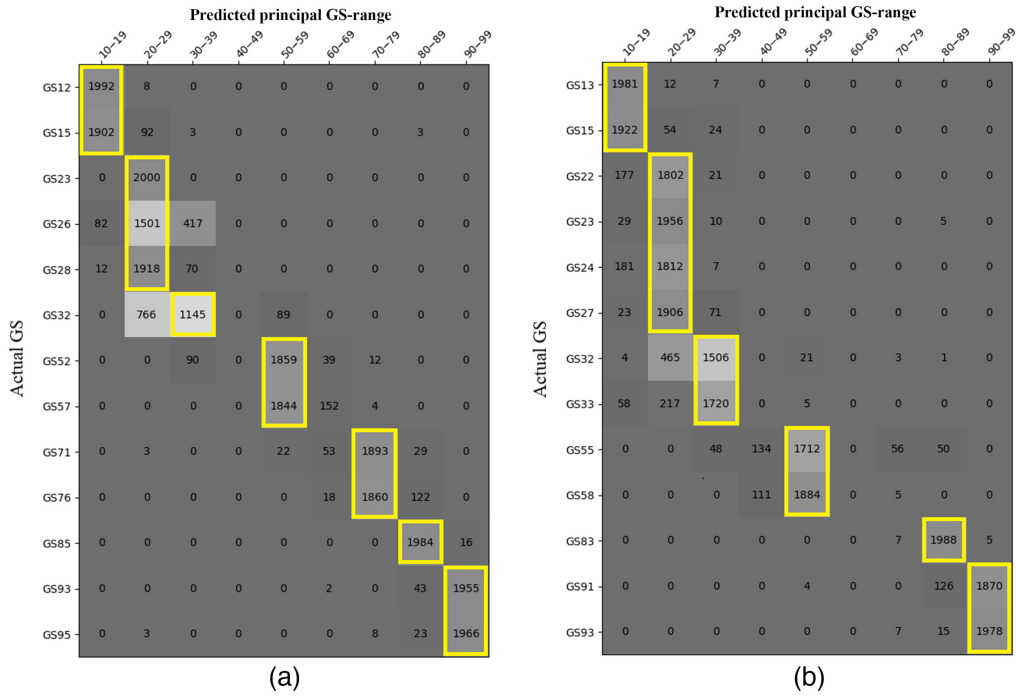 Predicted principal GS-range
10~19 20~29 30~39 40~49 50~59 60~69 70~79 80~89 90~99
Actual GS
GS12 1992 8 0 0 0 0 0 0 0
GS15 1902 92 3 0 0 0 0 3 0
GS23 0 2000 0 0 0 0 0 0 0
GS26 82 1501 417 0 0 0 0 0 0
GS28 12 1918 70 0 0 0 0 0 0
GS32 0 766 1145 0 89 0 0 0 0
GS52 0 0 90 0 1859 39 12 0 0
GS57 0 0 0 0 1844 152 4 0 0
GS71 0 3 0 0 22 53 1893 29 0
GS76 0 0 0 0 0 18 1860 122 0
GS85 0 0 0 0 0 0 0 1984 16
GS93 0 0 0 0 0 2 0 43 1955
GS95 0 3 0 0 0 0 8 23 1966
(a)
Predicted principal GS-range
10~19 20~29 30~39 40~49 50~59 60~69 70~79 80~89 90~99
Actual GS
GS13 1981 12 7 0 0 0 0 0 0
GS15 1922 54 24 0 0 0 0 0 0
GS22 177 1802 21 0 0 0 0 0 0
GS23 29 1956 10 0 0 0 0 5 0
GS24 181 1812 7 0 0 0 0 0 0
GS27 23 1906 71 0 0 0 0 0 0
GS32 4 465 1506 0 21 0 3 1 0
GS33 58 217 1720 0 5 0 0 0 0
GS55 0 0 48 134 1712 0 56 50 0
GS58 0 0 0 111 1884 0 5 0 0
GS83 0 0 0 0 0 0 7 1988 5
GS91 0 0 0 0 4 0 0 126 1870
GS93 0 0 0 0 0 0 7 15 1978
(b)